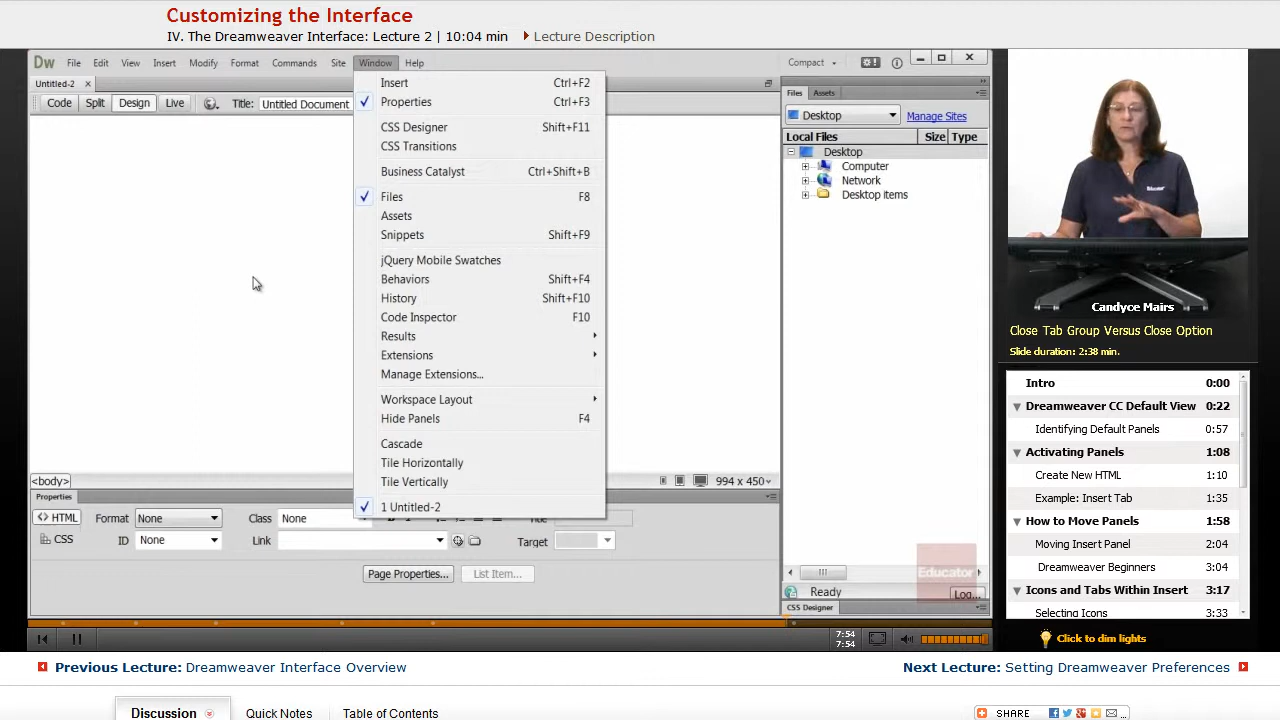 Customizing the Interface
IV. The Dreamweaver Interface: Lecture 2 | 10:04 min
Lecture Description
Dw File Edit View Insert Modify Format Commands Site Window Help
Compact
Untitled-2 ×
Code Split Design Live Title: Untitled Document
Insert Ctrl+F2
Properties Ctrl+F3
CSS Designer Shift+F11
CSS Transitions
Business Catalyst Ctrl+Shift+B
Files F8
Assets
Snippets Shift+F9
jQuery Mobile Swatches
Behaviors Shift+F4
History Shift+F10
Code Inspector F10
Results
Extensions
Manage Extensions...
Workspace Layout
Hide Panels F4
Cascade
Tile Horizontally
Tile Vertically
1 Untitled-2
Files Assets
Desktop Manage Sites
Local Files Size Type
Desktop
Computer
Network
Desktop items
<body>
994 x 450
Properties
<> HTML Format None Class None Title
CSS ID None Link Target
Page Properties... List Item...
Educator
Ready Log...
CSS Designer
7:54
7:54
Educator
Candyce Mairs
Close Tab Group Versus Close Option
Slide duration: 2:38 min.
Intro 0:00
Dreamweaver CC Default View 0:22
Identifying Default Panels 0:57
Activating Panels 1:08
Create New HTML 1:10
Example: Insert Tab 1:35
How to Move Panels 1:58
Moving Insert Panel 2:04
Dreamweaver Beginners 3:04
Icons and Tabs Within Insert 3:17
Selecting Icons 3:33
Click to dim lights
Previous Lecture: Dreamweaver Interface Overview
Next Lecture: Setting Dreamweaver Preferences
Discussion Quick Notes Table of Contents
SHARE